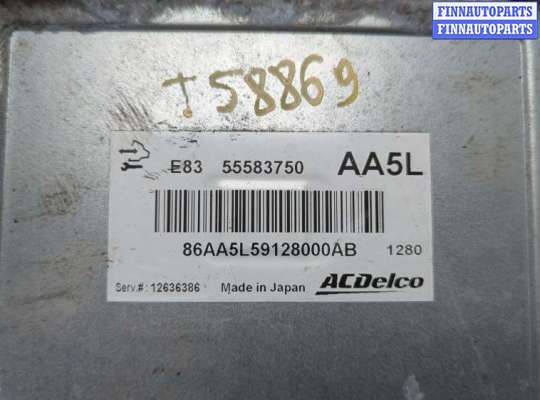 FINNAUTOPARTS
FINNAUTOPARTS
T58869
E83 55583750 AA5L
86AA5L59128000AB 1280
Serv.#: 12636386 Made in Japan ACDelco